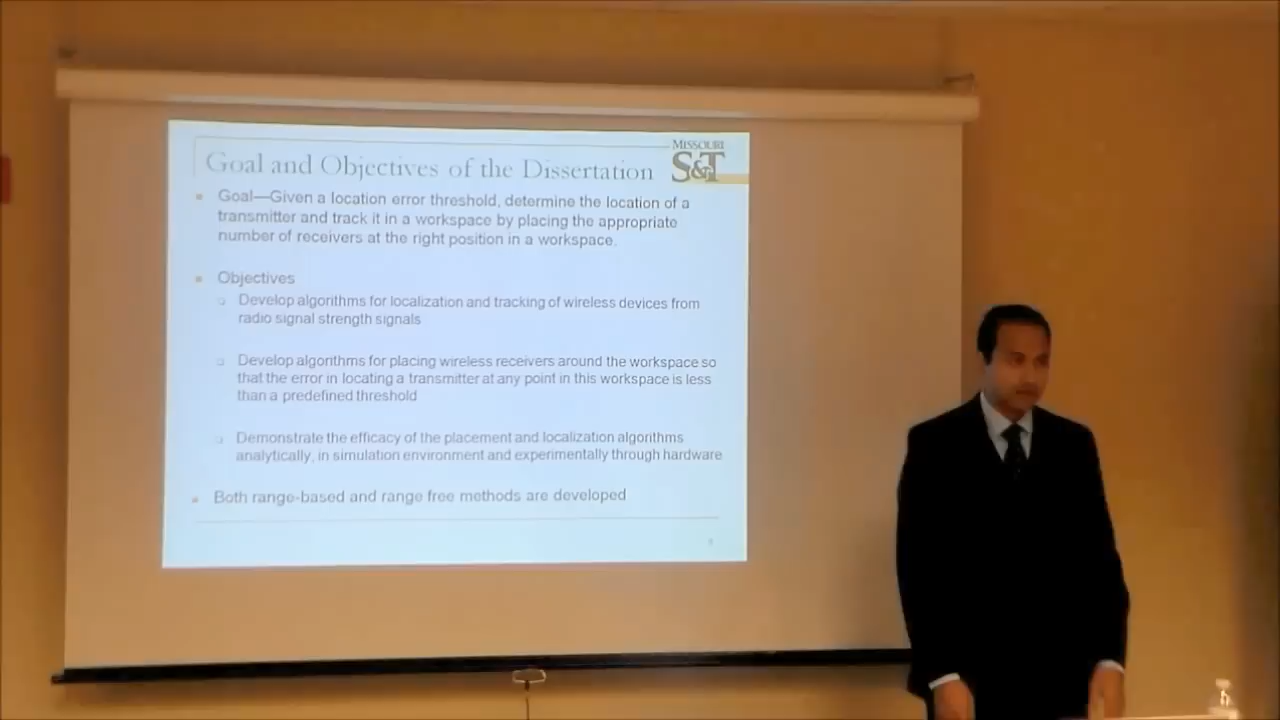 MISSOURI
S&T
Goal and Objectives of the Dissertation
Goal—Given a location error threshold, determine the location of a
transmitter and track it in a workspace by placing the appropriate
number of receivers at the right position in a workspace.
Objectives
Develop algorithms for localization and tracking of wireless devices from
radio signal strength signals
Develop algorithms for placing wireless receivers around the workspace so
that the error in locating a transmitter at any point in this workspace is less
than a predefined threshold
Demonstrate the efficacy of the placement and localization algorithms
analytically, in simulation environment and experimentally through hardware
Both range-based and range free methods are developed